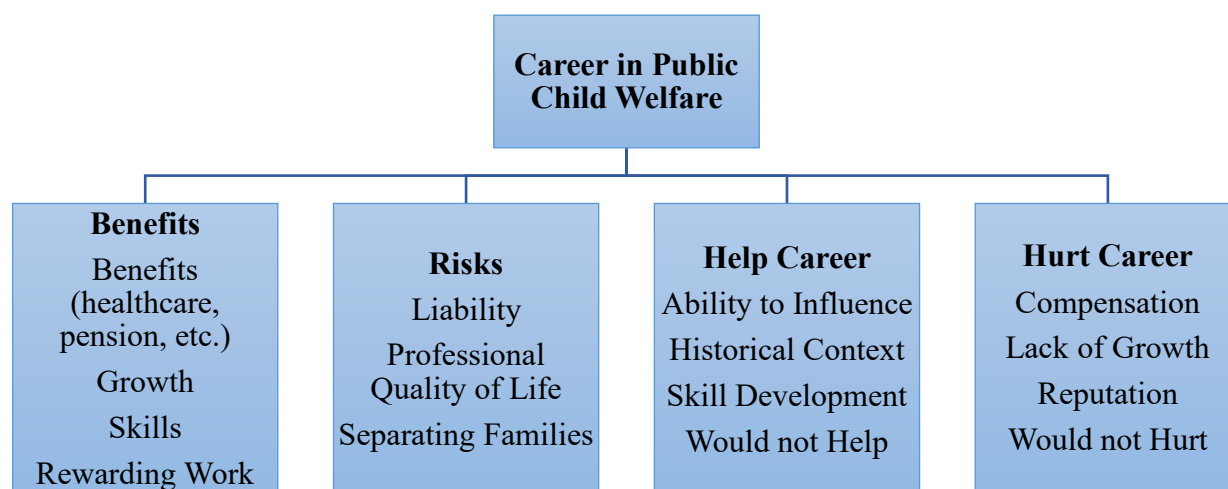 Career in Public
Child Welfare
Benefits
Benefits
(healthcare,
pension, etc.)
Growth
Skills
Rewarding Work
Risks
Liability
Professional
Quality of Life
Separating Families
Help Career
Ability to Influence
Historical Context
Skill Development
Would not Help
Hurt Career
Compensation
Lack of Growth
Reputation
Would not Hurt